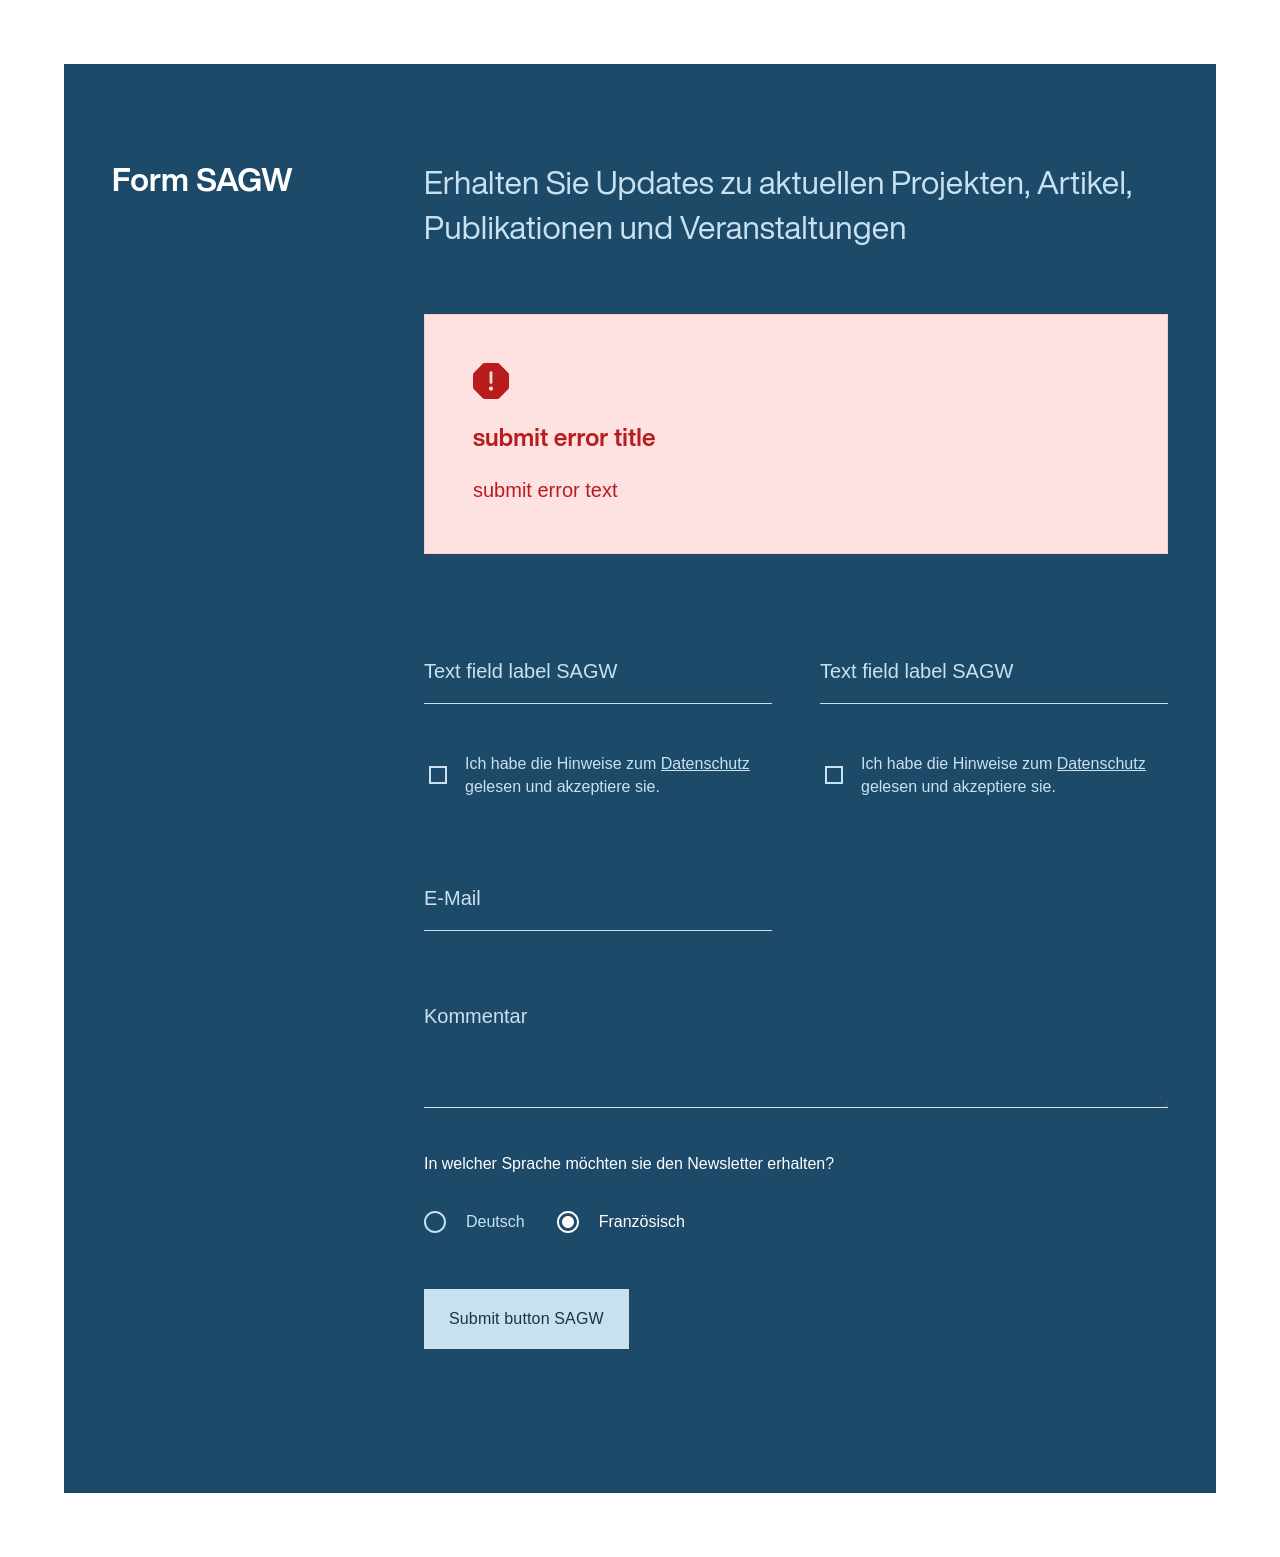 Form SAGW
Erhalten Sie Updates zu aktuellen Projekten, Artikel,
Publikationen und Veranstaltungen
submit error title
submit error text
Text field label SAGW
Text field label SAGW
Ich habe die Hinweise zum Datenschutz
gelesen und akzeptiere sie.
Ich habe die Hinweise zum Datenschutz
gelesen und akzeptiere sie.
E-Mail
Kommentar
In welcher Sprache möchten sie den Newsletter erhalten?
Deutsch
Französisch
Submit button SAGW